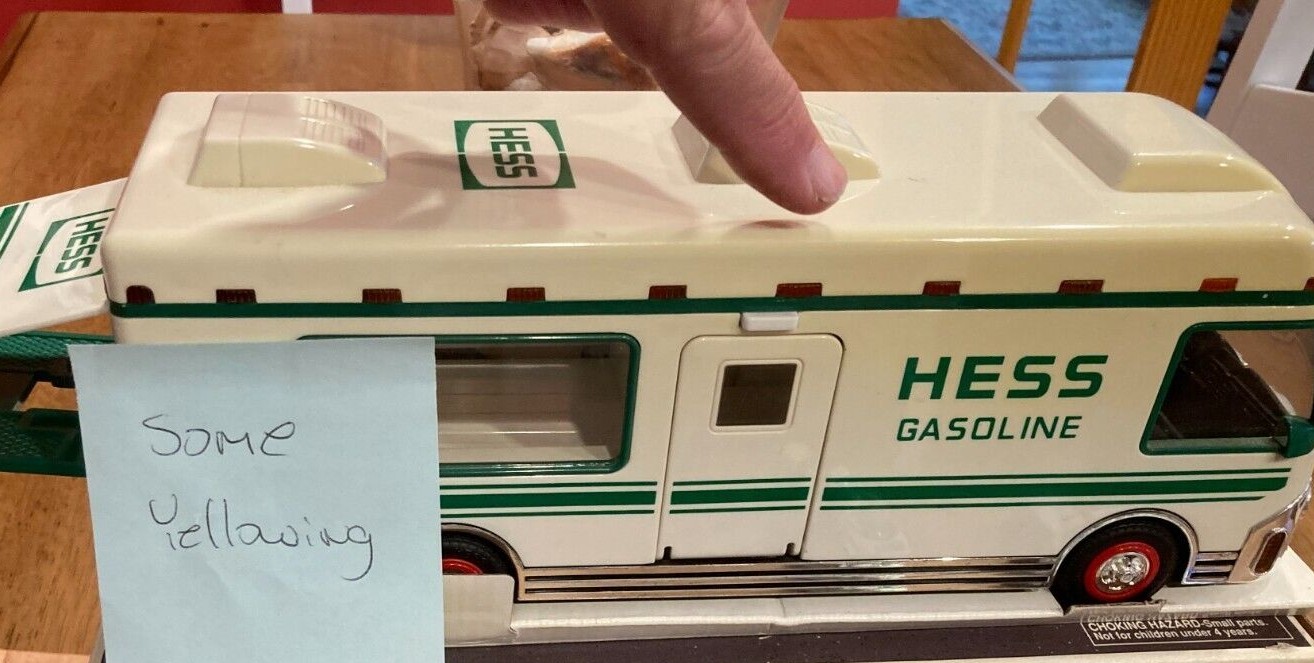 HESS
HESS
HESS
GASOLINE
Some
Yellowing
CHOKING HAZARD-Small parts.
Not for children under 4 years.